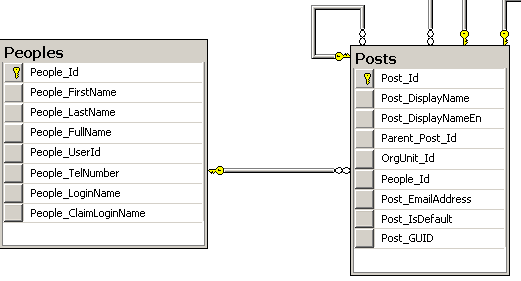 Peoples
People_Id
People_FirstName
People_LastName
People_FullName
People_UserId
People_TelNumber
People_LoginName
People_ClaimLoginName
Posts
Post_Id
Post_DisplayName
Post_DisplayNameEn
Parent_Post_Id
OrgUnit_Id
People_Id
Post_EmailAddress
Post_IsDefault
Post_GUID